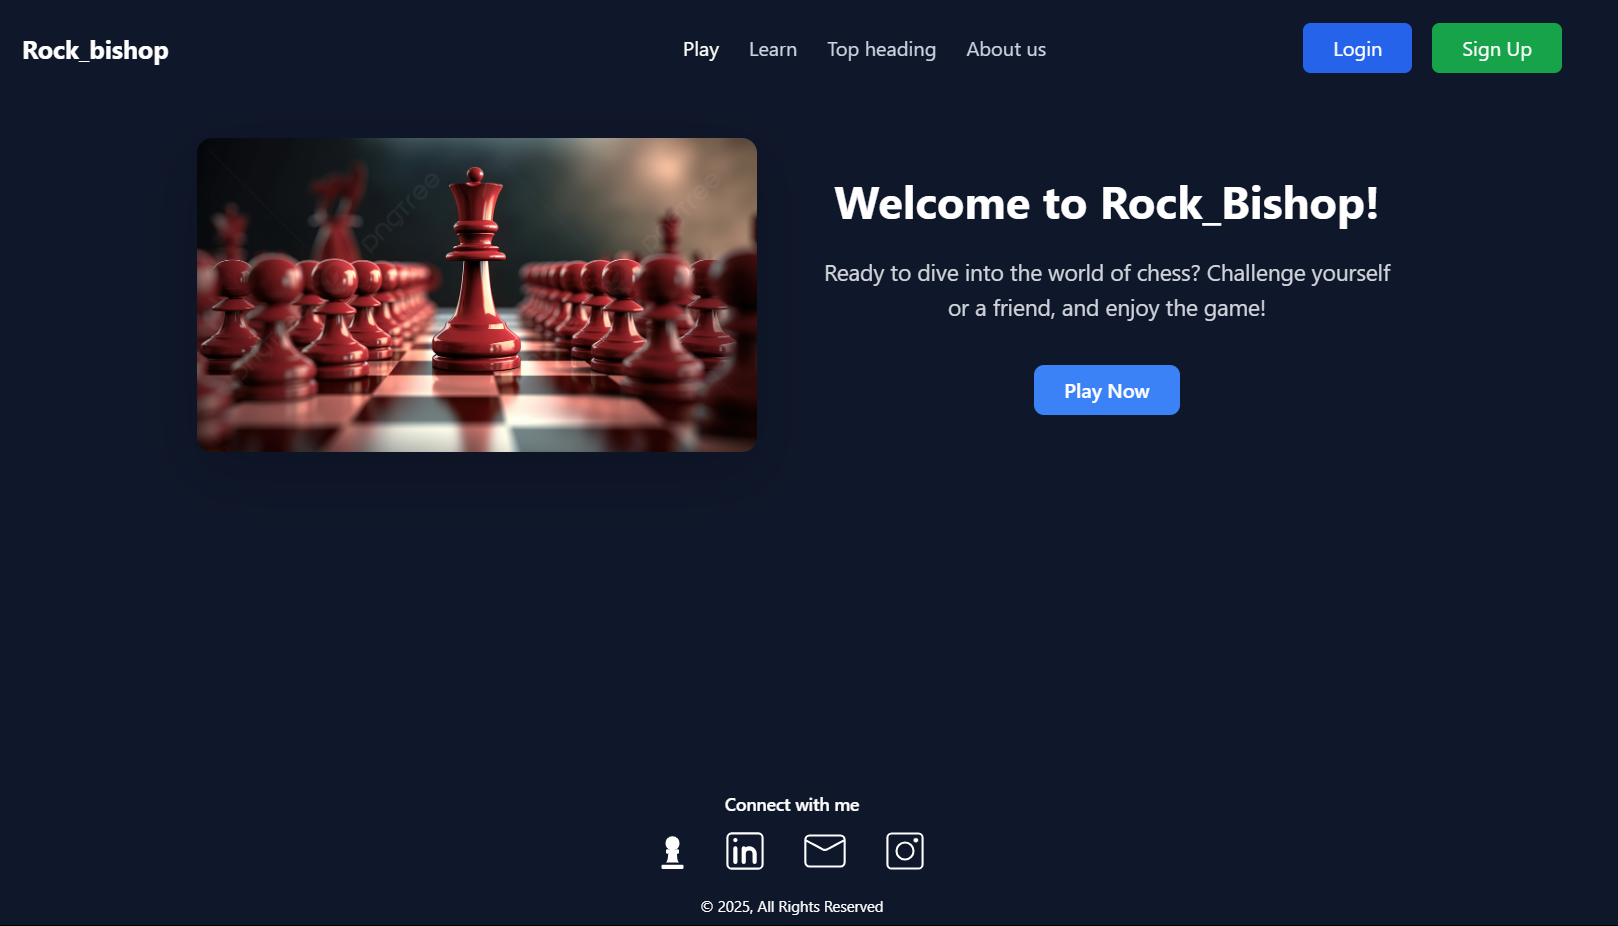 Rock_bishop
Play
Learn
Top heading
About us
Login
Sign Up
pngtree
pngtree
Welcome to Rock_Bishop!
Ready to dive into the world of chess? Challenge yourself
or a friend, and enjoy the game!
Play Now
Connect with me
in
© 2025, All Rights Reserved